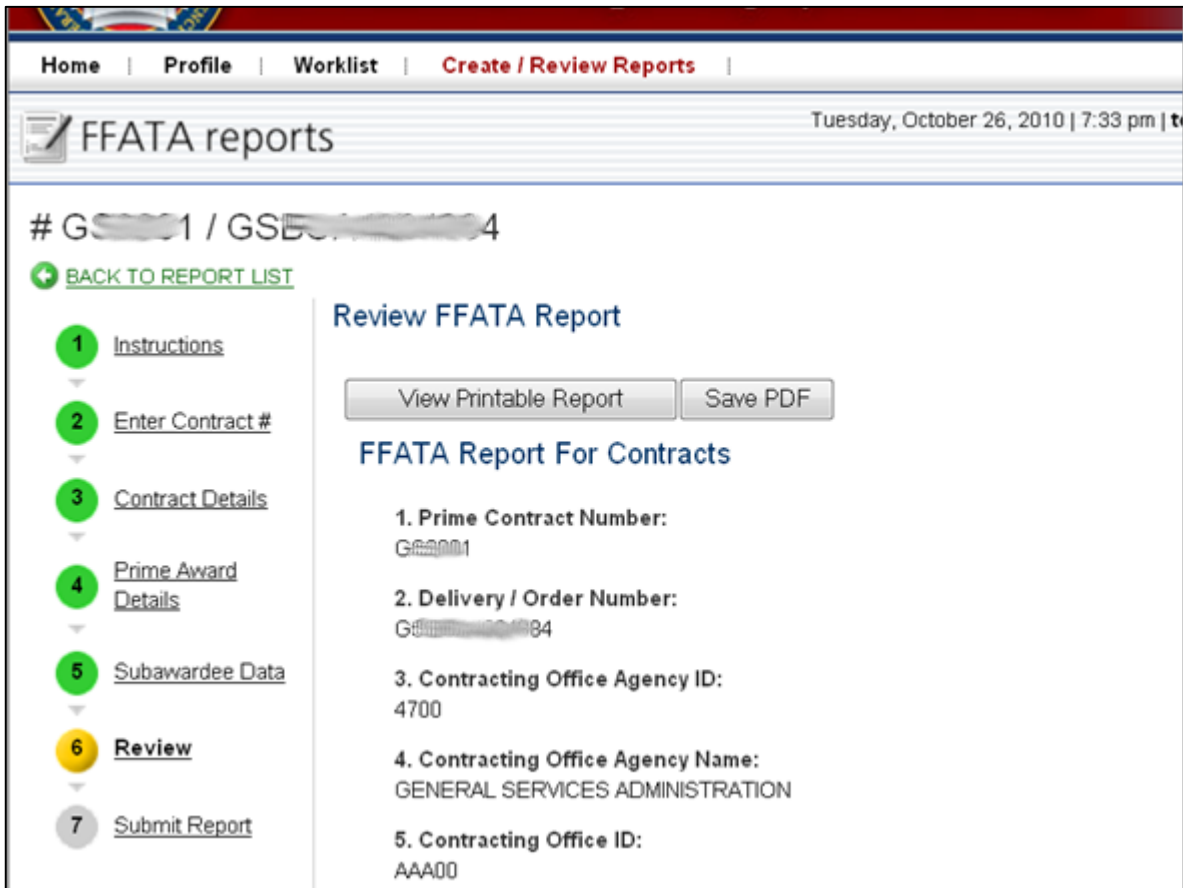 Home | Profile | Worklist | Create / Review Reports |
FFATA reports
Tuesday, October 26, 2010 | 7:33 pm |
#
BACK TO REPORT LIST
1 Instructions
2 Enter Contract #
3 Contract Details
4 Prime Award
Details
5 Subawardee Data
6 Review
7 Submit Report
Review FFATA Report
View Printable Report Save PDF
FFATA Report For Contracts
1. Prime Contract Number:
2. Delivery / Order Number:
3. Contracting Office Agency ID:
4700
4. Contracting Office Agency Name:
GENERAL SERVICES ADMINISTRATION
5. Contracting Office ID:
AAA00